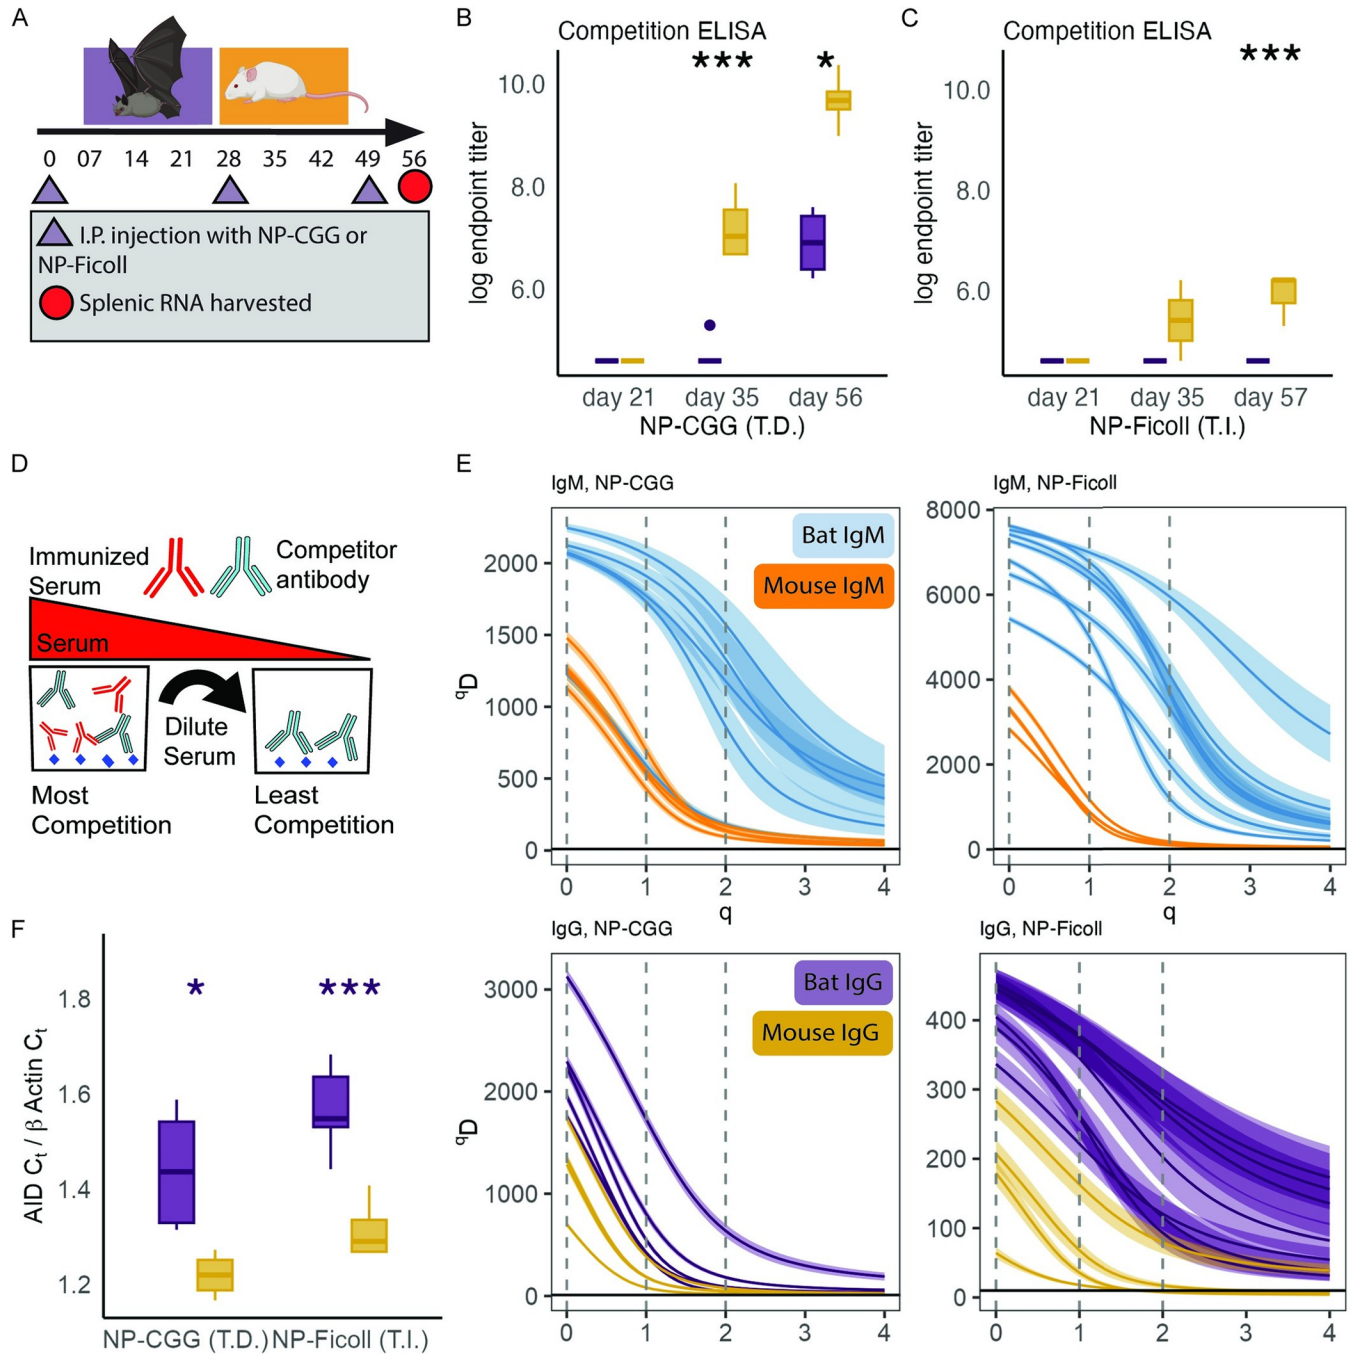 A
0 07 14 21 28 35 42 49 56
I.P. injection with NP-CGG or
NP-Ficoll
Splenic RNA harvested
B
Competition ELISA
*** *
log endpoint titer
10.0
8.0
6.0
day 21 day 35 day 56
NP-CGG (T.D.)
C
Competition ELISA
***
log endpoint titer
10.0
8.0
6.0
day 21 day 35 day 57
NP-Ficoll (T.I.)
D
Immunized
Serum
Competitor
antibody
Serum
Dilute
Serum
Most
Competition
Least
Competition
E
IgM, NP-CGG
Bat IgM
Mouse IgM
qD
2000
1500
1000
500
0
0 1 2 3 4
q
IgM, NP-Ficoll
8000
6000
4000
2000
0
0 1 2 3 4
q
IgG, NP-CGG
Bat IgG
Mouse IgG
qD
3000
2000
1000
0
0 1 2 3 4
IgG, NP-Ficoll
400
300
200
100
0
0 1 2 3 4
F
* ***
AID Ct / β Actin Ct
1.8
1.6
1.4
1.2
NP-CGG (T.D.) NP-Ficoll (T.I.)